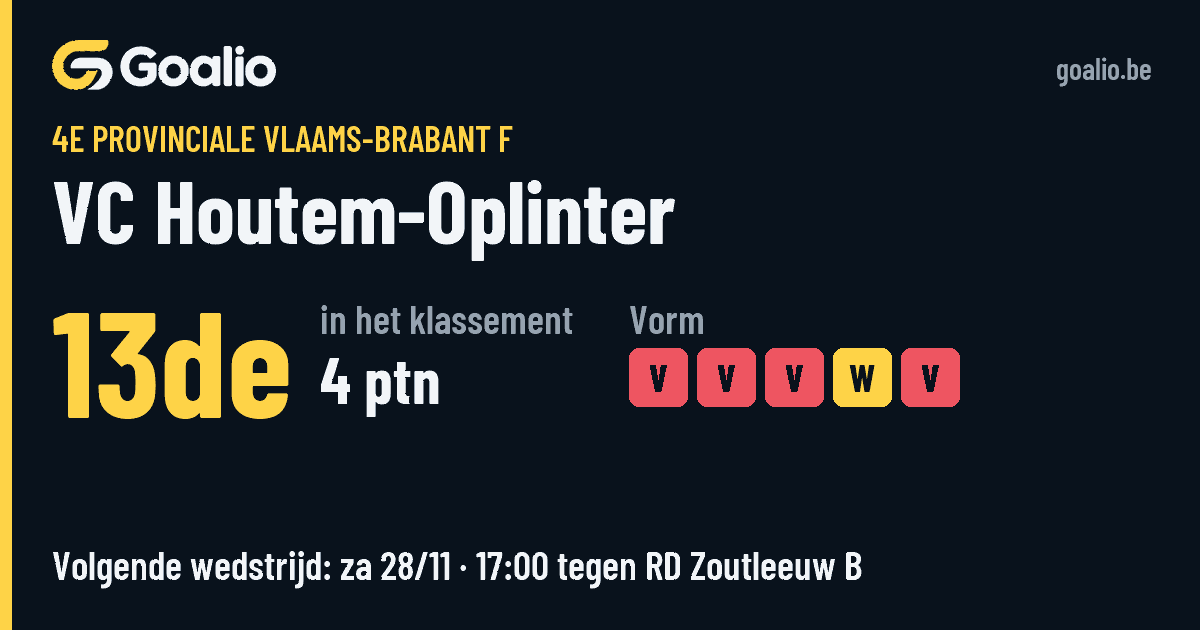 Goalio
goalio.be
4E PROVINCIALE VLAAMS-BRABANT F
VC Houtem-Oplinter
13de
in het klassement
4 ptn
Vorm
V V V W V
Volgende wedstrijd: za 28/11 · 17:00 tegen RD Zoutleeuw B